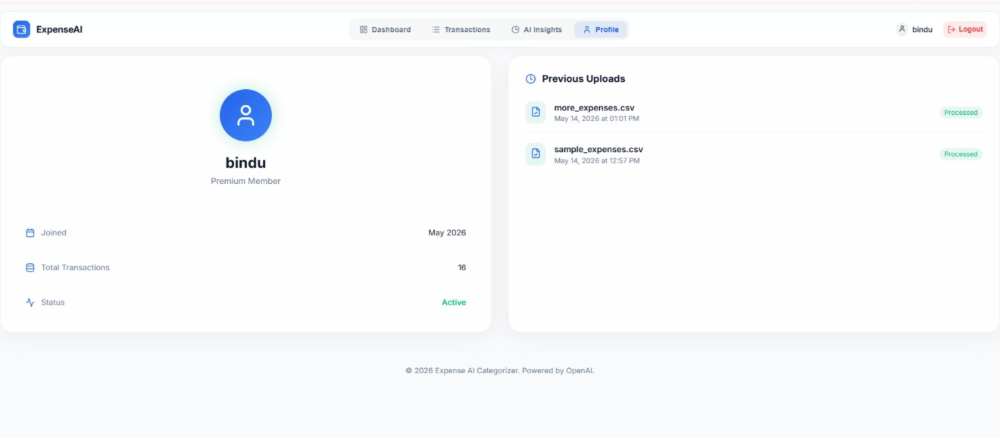 ExpenseAI
Dashboard
Transactions
AI Insights
Profile
bindu
Logout
bindu
Premium Member
Joined
May 2026
Total Transactions
16
Status
Active
Previous Uploads
more_expenses.csv
May 14, 2026 at 01:01 PM
Processed
sample_expenses.csv
May 14, 2026 at 12:57 PM
Processed
© 2026 Expense AI Categorizer. Powered by OpenAI.